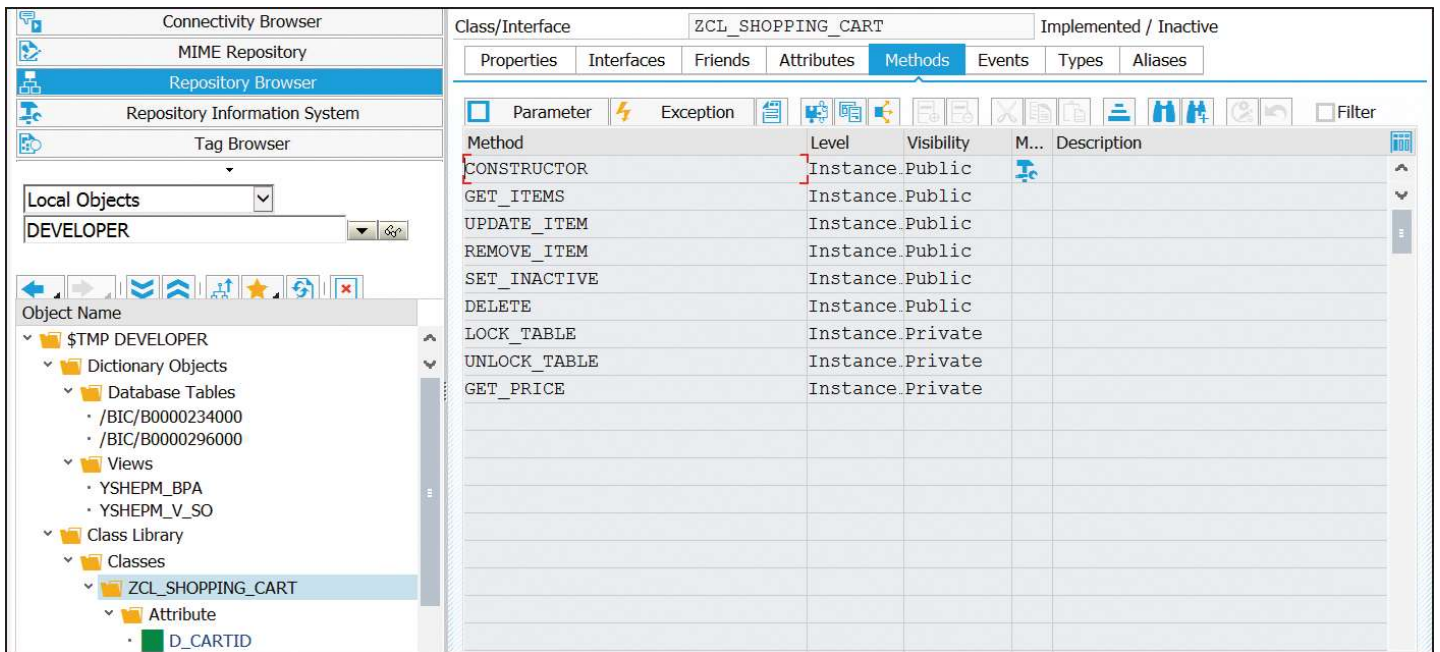 Connectivity Browser
MIME Repository
Repository Browser
Repository Information System
Tag Browser
Local Objects
DEVELOPER
Object Name
$TMP DEVELOPER
Dictionary Objects
Database Tables
/BIC/B0000234000
/BIC/B0000296000
Views
YSHEPM_BPA
YSHEPM_V_SO
Class Library
Classes
ZCL_SHOPPING_CART
Attribute
D_CARTID
Class/Interface ZCL_SHOPPING_CART Implemented / Inactive
Properties Interfaces Friends Attributes Methods Events Types Aliases
Parameter Exception Filter
Method Level Visibility M... Description
CONSTRUCTOR Instance Public
GET_ITEMS Instance Public
UPDATE_ITEM Instance Public
REMOVE_ITEM Instance Public
SET_INACTIVE Instance Public
DELETE Instance Public
LOCK_TABLE Instance Private
UNLOCK_TABLE Instance Private
GET_PRICE Instance Private